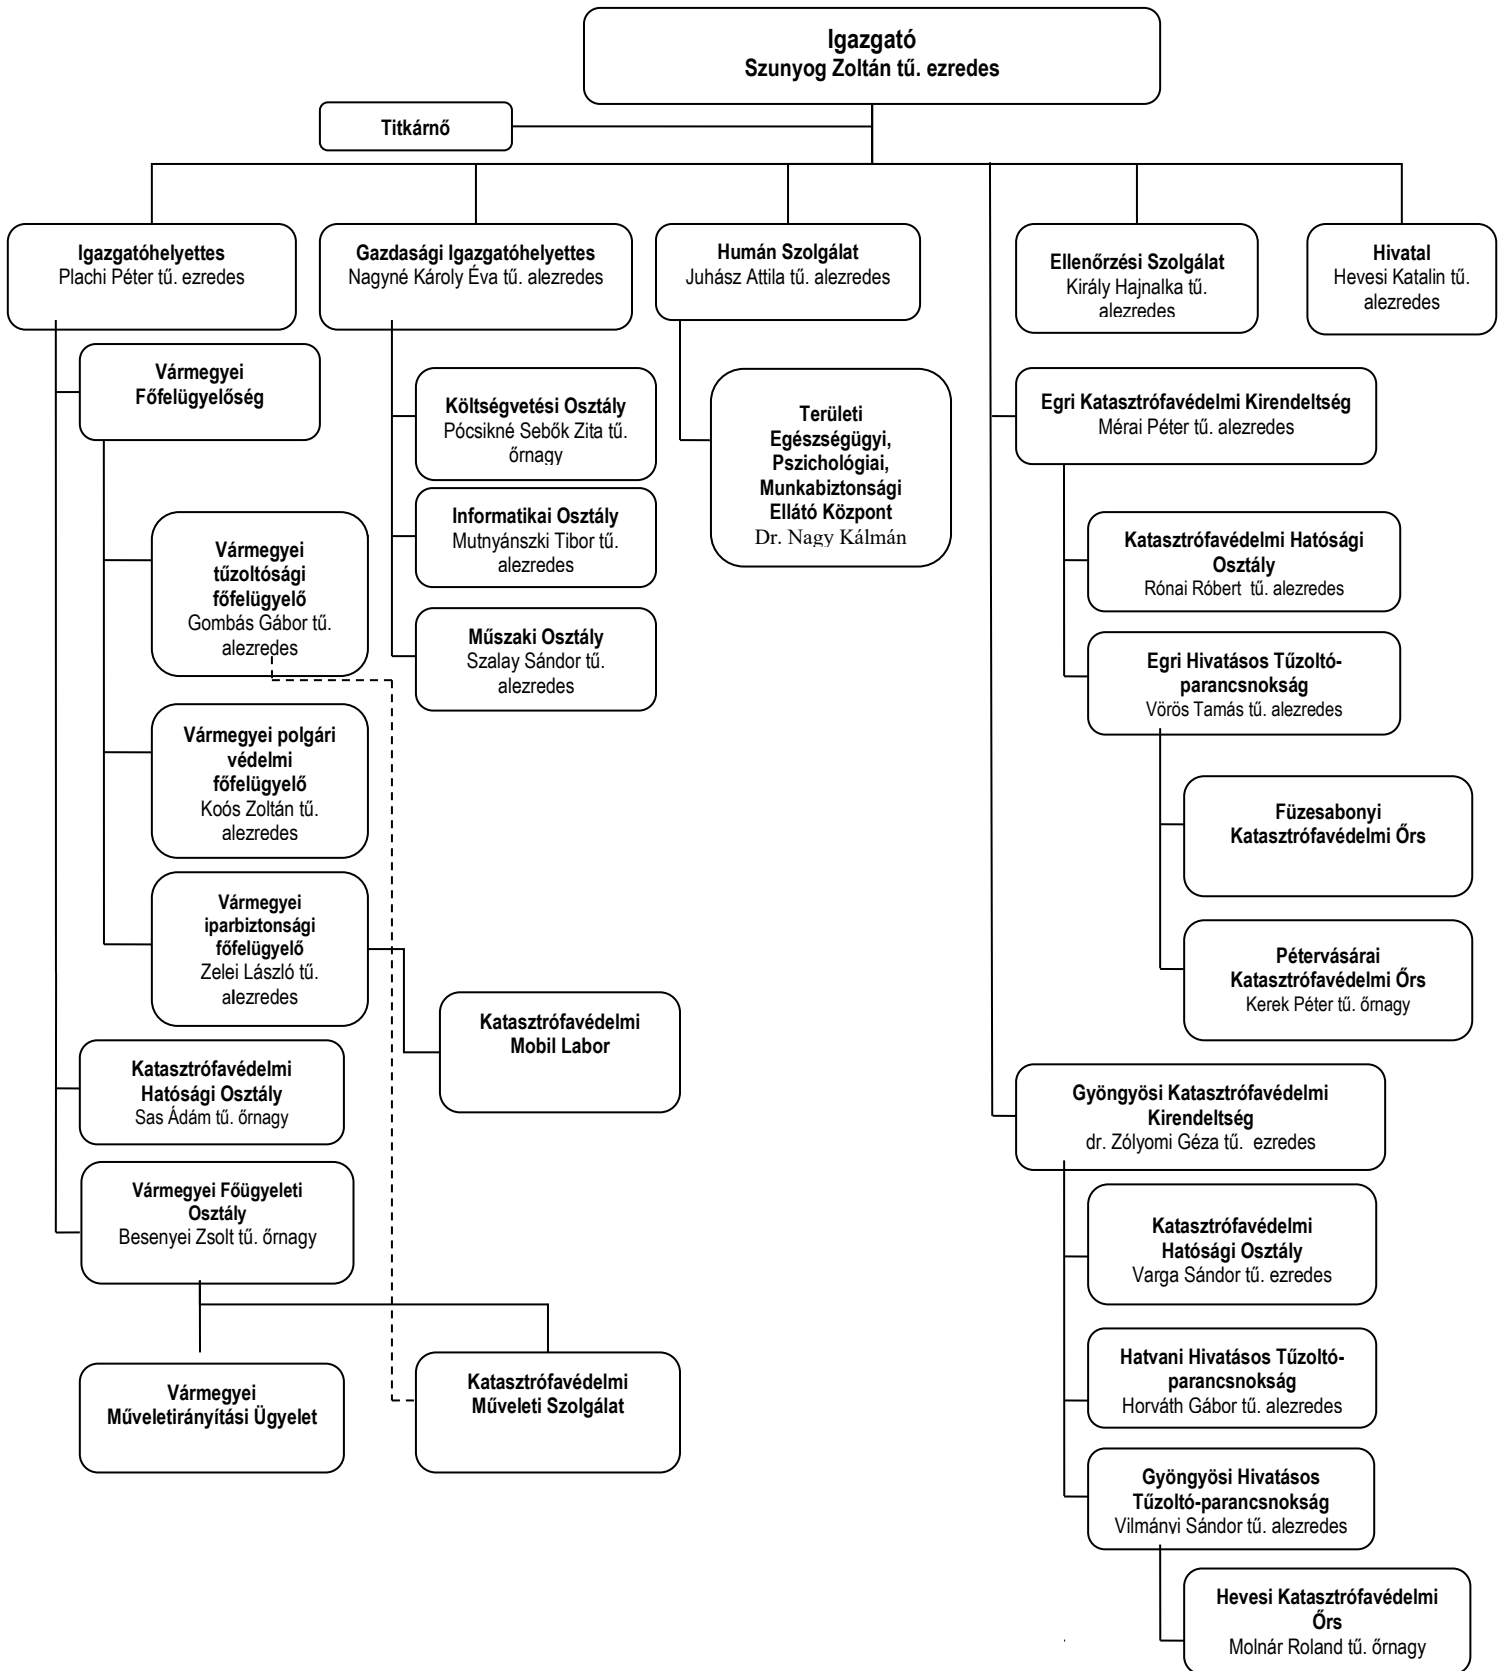 Igazgató
Szunyog Zoltán tű. ezredes
Titkárnő
Igazgatóhelyettes
Plachi Péter tű. ezredes
Gazdasági Igazgatóhelyettes
Nagyné Károly Éva tű. alezredes
Humán Szolgálat
Juhász Attila tű. alezredes
Ellenőrzési Szolgálat
Király Hajnalka tű.
alezredes
Hivatal
Hevesi Katalin tű.
alezredes
Vármegyei
Főfelügyelőség
Vármegyei
tűzoltósági
főfelügyelő
Gombás Gábor tű.
alezredes
Vármegyei polgári
védelmi
főfelügyelő
Koós Zoltán tű.
alezredes
Vármegyei
iparbiztonsági
főfelügyelő
Zelei László tű.
alezredes
Katasztrófavédelmi
Mobil Labor
Katasztrófavédelmi
Hatósági Osztály
Sas Ádám tű. őrnagy
Vármegyei Főügyeleti
Osztály
Besenyei Zsolt tű. őrnagy
Vármegyei
Műveletirányítási Ügyelet
Katasztrófavédelmi
Műveleti Szolgálat
Költségvetési Osztály
Pócsikné Sebők Zita tű.
őrnagy
Informatikai Osztály
Mutnyánszki Tibor tű.
alezredes
Műszaki Osztály
Szalay Sándor tű.
alezredes
Területi
Egészségügyi,
Pszichológiai,
Munkabiztonsági
Ellátó Központ
Dr. Nagy Kálmán
Egri Katasztrófavédelmi Kirendeltség
Mérai Péter tű. alezredes
Katasztrófavédelmi Hatósági
Osztály
Rónai Róbert tű. alezredes
Egri Hivatásos Tűzoltó-
parancsnokság
Vörös Tamás tű. alezredes
Füzesabonyi
Katasztrófavédelmi Őrs
Pétervásárai
Katasztrófavédelmi Őrs
Kerek Péter tű. őrnagy
Gyöngyösi Katasztrófavédelmi
Kirendeltség
dr. Zólyomi Géza tű. ezredes
Katasztrófavédelmi
Hatósági Osztály
Varga Sándor tű. ezredes
Hatvani Hivatásos Tűzoltó-
parancsnokság
Horváth Gábor tű. alezredes
Gyöngyösi Hivatásos
Tűzoltó-parancsnokság
Vilmányi Sándor tű. alezredes
Hevesi Katasztrófavédelmi
Őrs
Molnár Roland tű. őrnagy